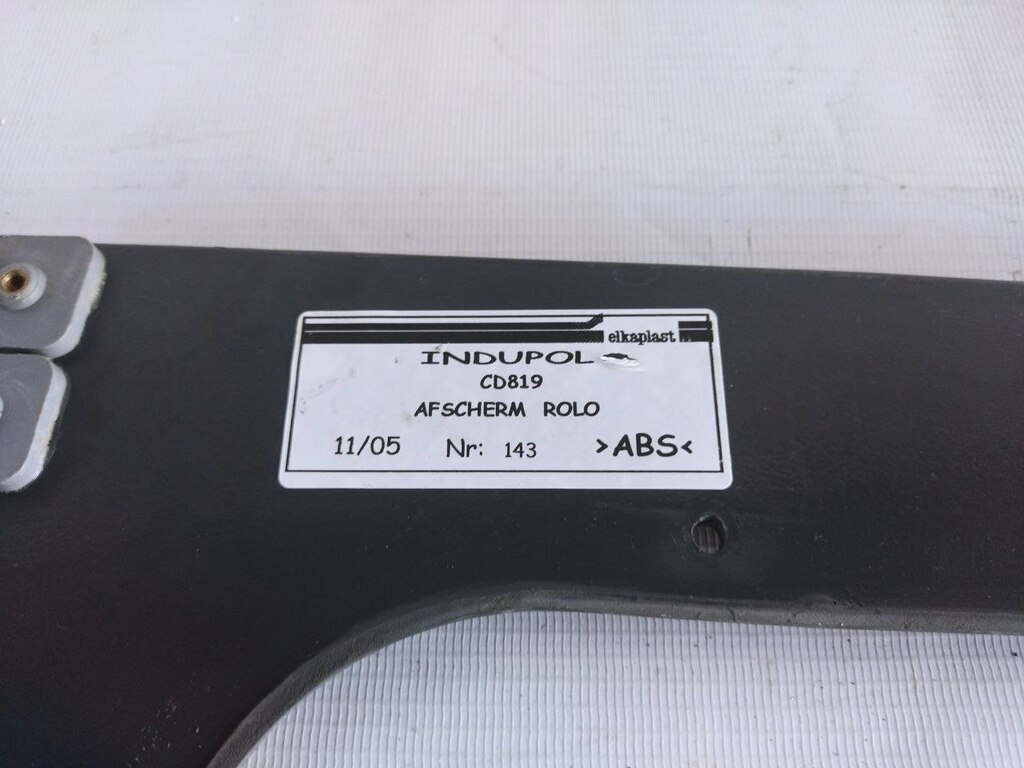 elkaplast
INDUPOL
CD819
AFSCHERM ROLO
11/05 Nr: 143 >ABS<